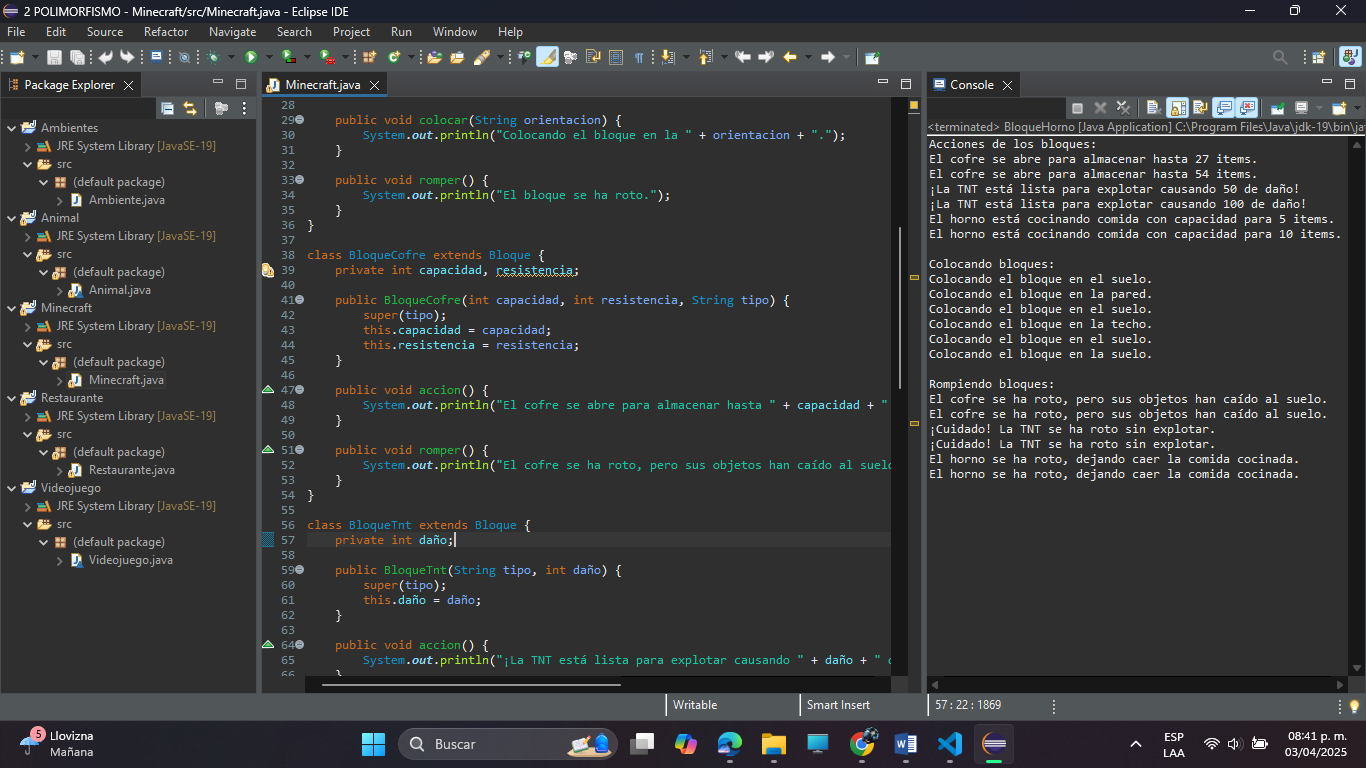 2 POLIMORFISMO - Minecraft/src/Minecraft.java - Eclipse IDE
File Edit Source Refactor Navigate Search Project Run Window Help
Package Explorer
Ambientes
JRE System Library [JavaSE-19]
src
(default package)
Ambiente.java
Animal
JRE System Library [JavaSE-19]
src
(default package)
Animal.java
Minecraft
JRE System Library [JavaSE-19]
src
(default package)
Minecraft.java
Restaurante
JRE System Library [JavaSE-19]
src
(default package)
Restaurante.java
Videojuego
JRE System Library [JavaSE-19]
src
(default package)
Videojuego.java
Minecraft.java
28
29 public void colocar(String orientacion) {
30 System.out.println("Colocando el bloque en la " + orientacion + ".");
31 }
32
33 public void romper() {
34 System.out.println("El bloque se ha roto.");
35 }
36 }
37
38 class BloqueCofre extends Bloque {
39 private int capacidad, resistencia;
40
41 public BloqueCofre(int capacidad, int resistencia, String tipo) {
42 super(tipo);
43 this.capacidad = capacidad;
44 this.resistencia = resistencia;
45 }
46
47 public void accion() {
48 System.out.println("El cofre se abre para almacenar hasta " + capacidad + "
49 }
50
51 public void romper() {
52 System.out.println("El cofre se ha roto, pero sus objetos han caído al suelo
53 }
54 }
55
56 class BloqueTnt extends Bloque {
57 private int daño;
58
59 public BloqueTnt(String tipo, int daño) {
60 super(tipo);
61 this.daño = daño;
62 }
63
64 public void accion() {
65 System.out.println("¡La TNT está lista para explotar causando " + daño + " d
66 }
Console
<terminated> BloqueHorno [Java Application] C:\Program Files\Java\jdk-19\bin\ja
Acciones de los bloques:
El cofre se abre para almacenar hasta 27 items.
El cofre se abre para almacenar hasta 54 items.
¡La TNT está lista para explotar causando 50 de daño!
¡La TNT está lista para explotar causando 100 de daño!
El horno está cocinando comida con capacidad para 5 items.
El horno está cocinando comida con capacidad para 10 items.

Colocando bloques:
Colocando el bloque en el suelo.
Colocando el bloque en la pared.
Colocando el bloque en el suelo.
Colocando el bloque en la techo.
Colocando el bloque en el suelo.
Colocando el bloque en la suelo.

Rompiendo bloques:
El cofre se ha roto, pero sus objetos han caído al suelo.
El cofre se ha roto, pero sus objetos han caído al suelo.
¡Cuidado! La TNT se ha roto sin explotar.
¡Cuidado! La TNT se ha roto sin explotar.
El horno se ha roto, dejando caer la comida cocinada.
El horno se ha roto, dejando caer la comida cocinada.
Writable Smart Insert 57 : 22 : 1869
5
Llovizna
Mañana
Buscar
ESP
LAA
08:41 p. m.
03/04/2025